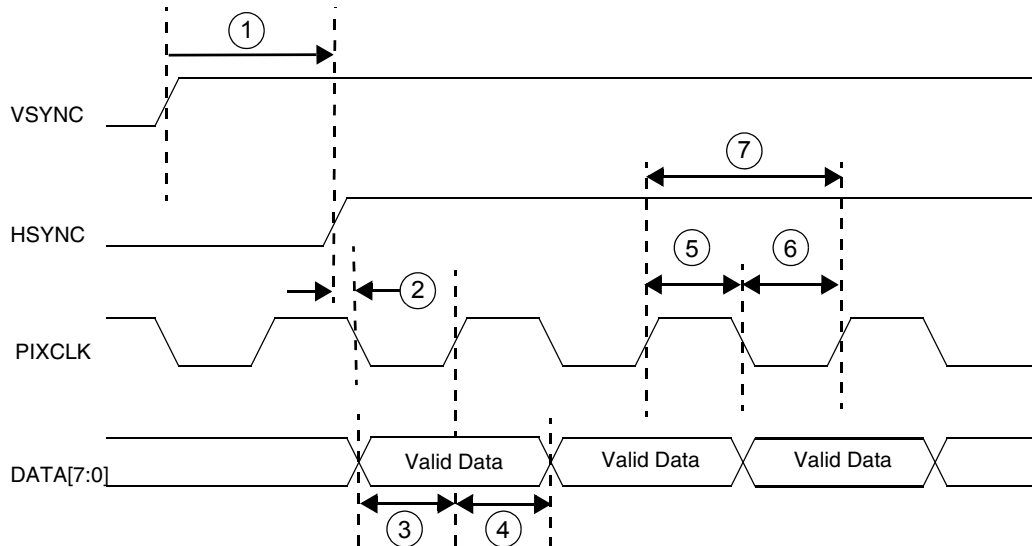 1
VSYNC
7
HSYNC
5 6
2
PIXCLK
DATA[7:0] Valid Data Valid Data Valid Data
3 4